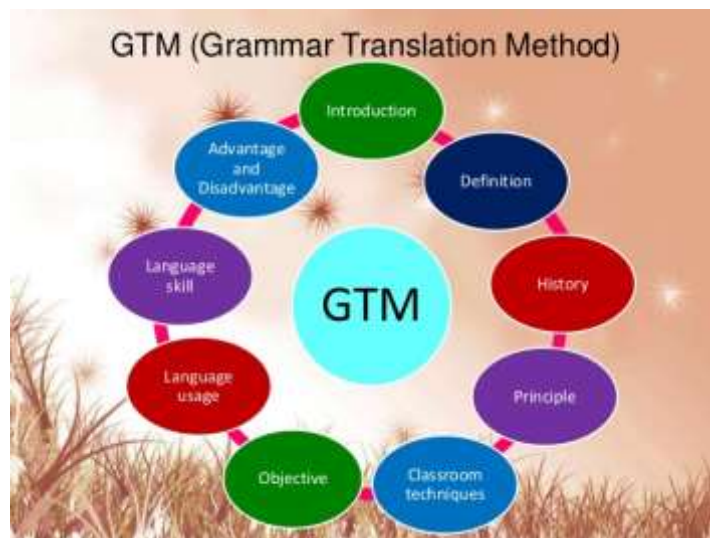 GTM (Grammar Translation Method)
Introduction
Definition
History
Principle
Classroom
techniques
Objective
Language
usage
Language
skill
Advantage
and
Disadvantage
GTM